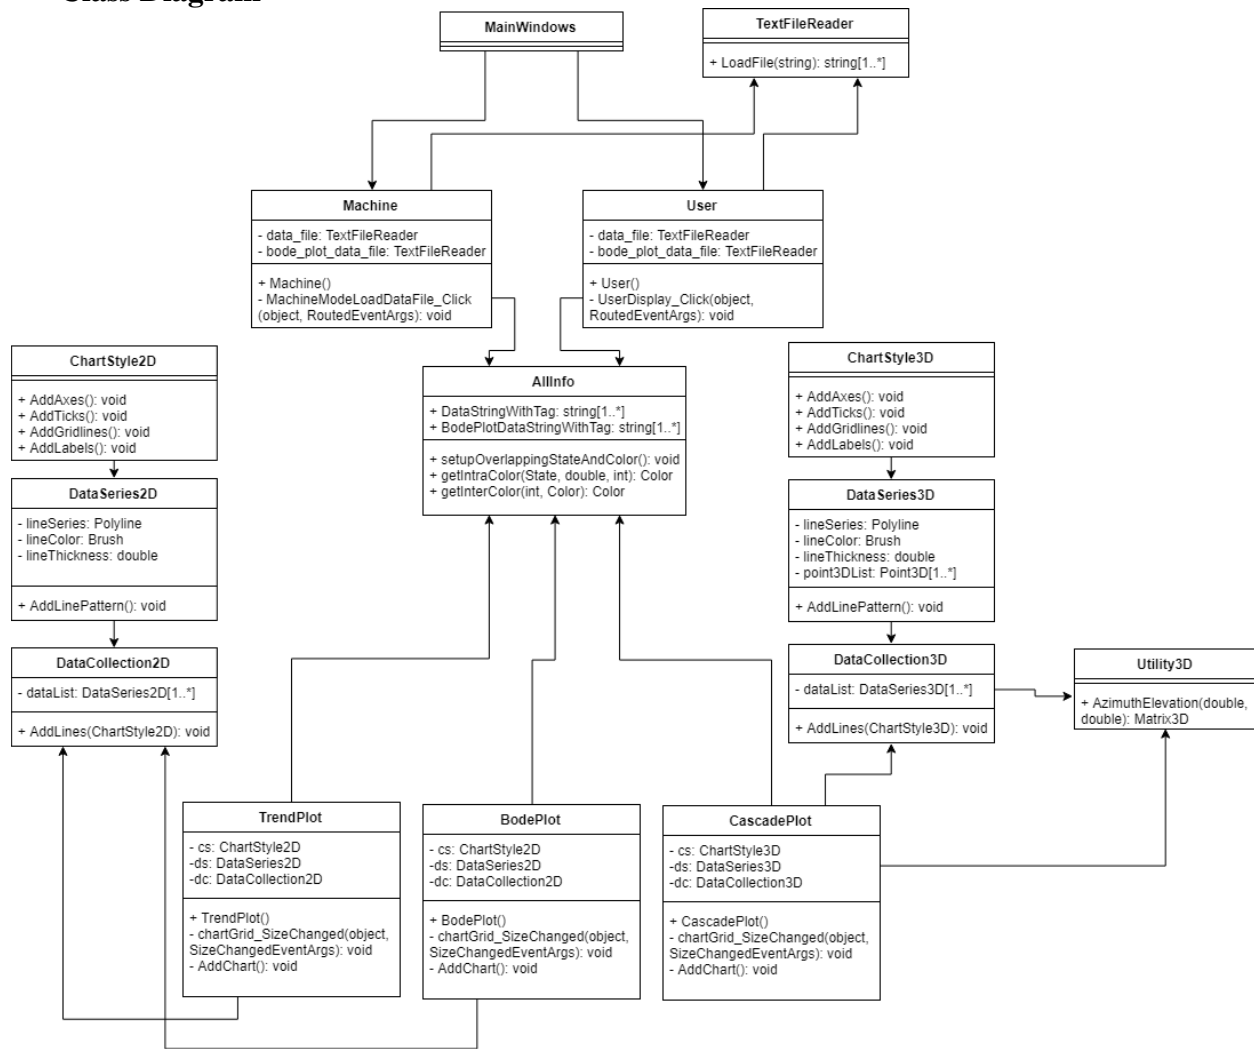 Class Diagram
MainWindows
TextFileReader
+ LoadFile(string): string[1..*]
Machine
- data_file: TextFileReader
- bode_plot_data_file: TextFileReader
+ Machine()
- MachineModeLoadDataFile_Click
(object, RoutedEventArgs): void
User
- data_file: TextFileReader
- bode_plot_data_file: TextFileReader
+ User()
- UserDisplay_Click(object,
RoutedEventArgs): void
ChartStyle2D
+ AddAxes(): void
+ AddTicks(): void
+ AddGridlines(): void
+ AddLabels(): void
AllInfo
+ DataStringWithTag: string[1..*]
+ BodePlotDataStringWithTag: string[1..*]
+ setupOverlappingStateAndColor(): void
+ getIntraColor(State, double, int): Color
+ getInterColor(int, Color): Color
ChartStyle3D
+ AddAxes(): void
+ AddTicks(): void
+ AddGridlines(): void
+ AddLabels(): void
DataSeries2D
- lineSeries: Polyline
- lineColor: Brush
- lineThickness: double
+ AddLinePattern(): void
DataSeries3D
- lineSeries: Polyline
- lineColor: Brush
- lineThickness: double
- point3DList: Point3D[1..*]
+ AddLinePattern(): void
DataCollection2D
- dataList: DataSeries2D[1..*]
+ AddLines(ChartStyle2D): void
DataCollection3D
- dataList: DataSeries3D[1..*]
+ AddLines(ChartStyle3D): void
Utility3D
+ AzimuthElevation(double,
double): Matrix3D
TrendPlot
- cs: ChartStyle2D
-ds: DataSeries2D
-dc: DataCollection2D
+ TrendPlot()
- chartGrid_SizeChanged(object,
SizeChangedEventArgs): void
- AddChart(): void
BodePlot
- cs: ChartStyle2D
-ds: DataSeries2D
-dc: DataCollection2D
+ BodePlot()
- chartGrid_SizeChanged(object,
SizeChangedEventArgs): void
- AddChart(): void
CascadePlot
- cs: ChartStyle3D
-ds: DataSeries3D
-dc: DataCollection3D
+ CascadePlot()
- chartGrid_SizeChanged(object,
SizeChangedEventArgs): void
- AddChart(): void